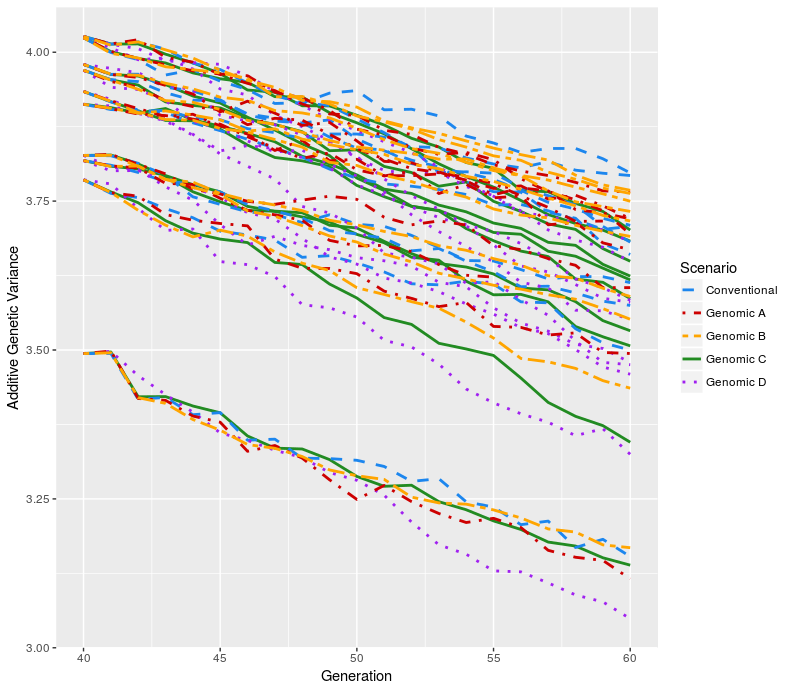 Additive Genetic Variance
4.00
3.75
3.50
3.25
3.00
40
45
50
55
60
Generation
Scenario
Conventional
Genomic A
Genomic B
Genomic C
Genomic D